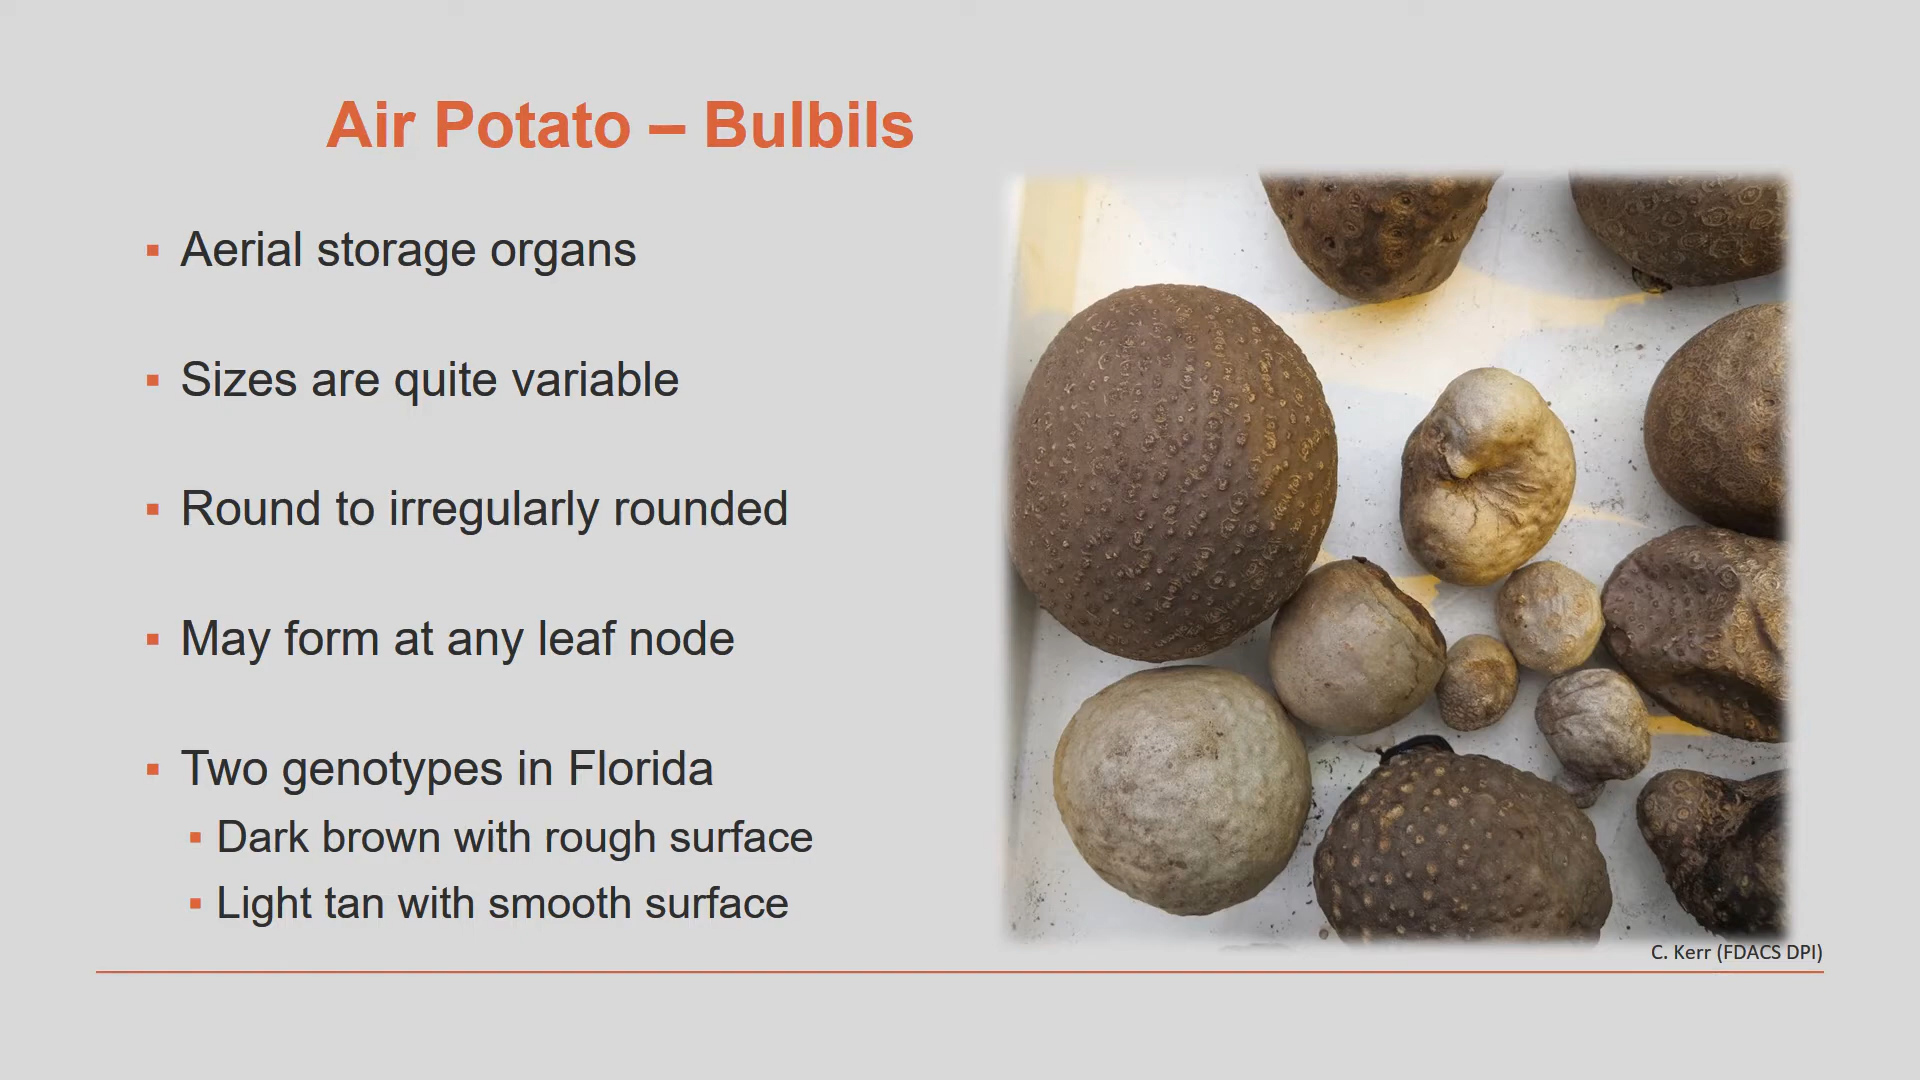 Air Potato – Bulbils
▪ Aerial storage organs
▪ Sizes are quite variable
▪ Round to irregularly rounded
▪ May form at any leaf node
▪ Two genotypes in Florida
▪ Dark brown with rough surface
▪ Light tan with smooth surface
C. Kerr (FDACS DPI)